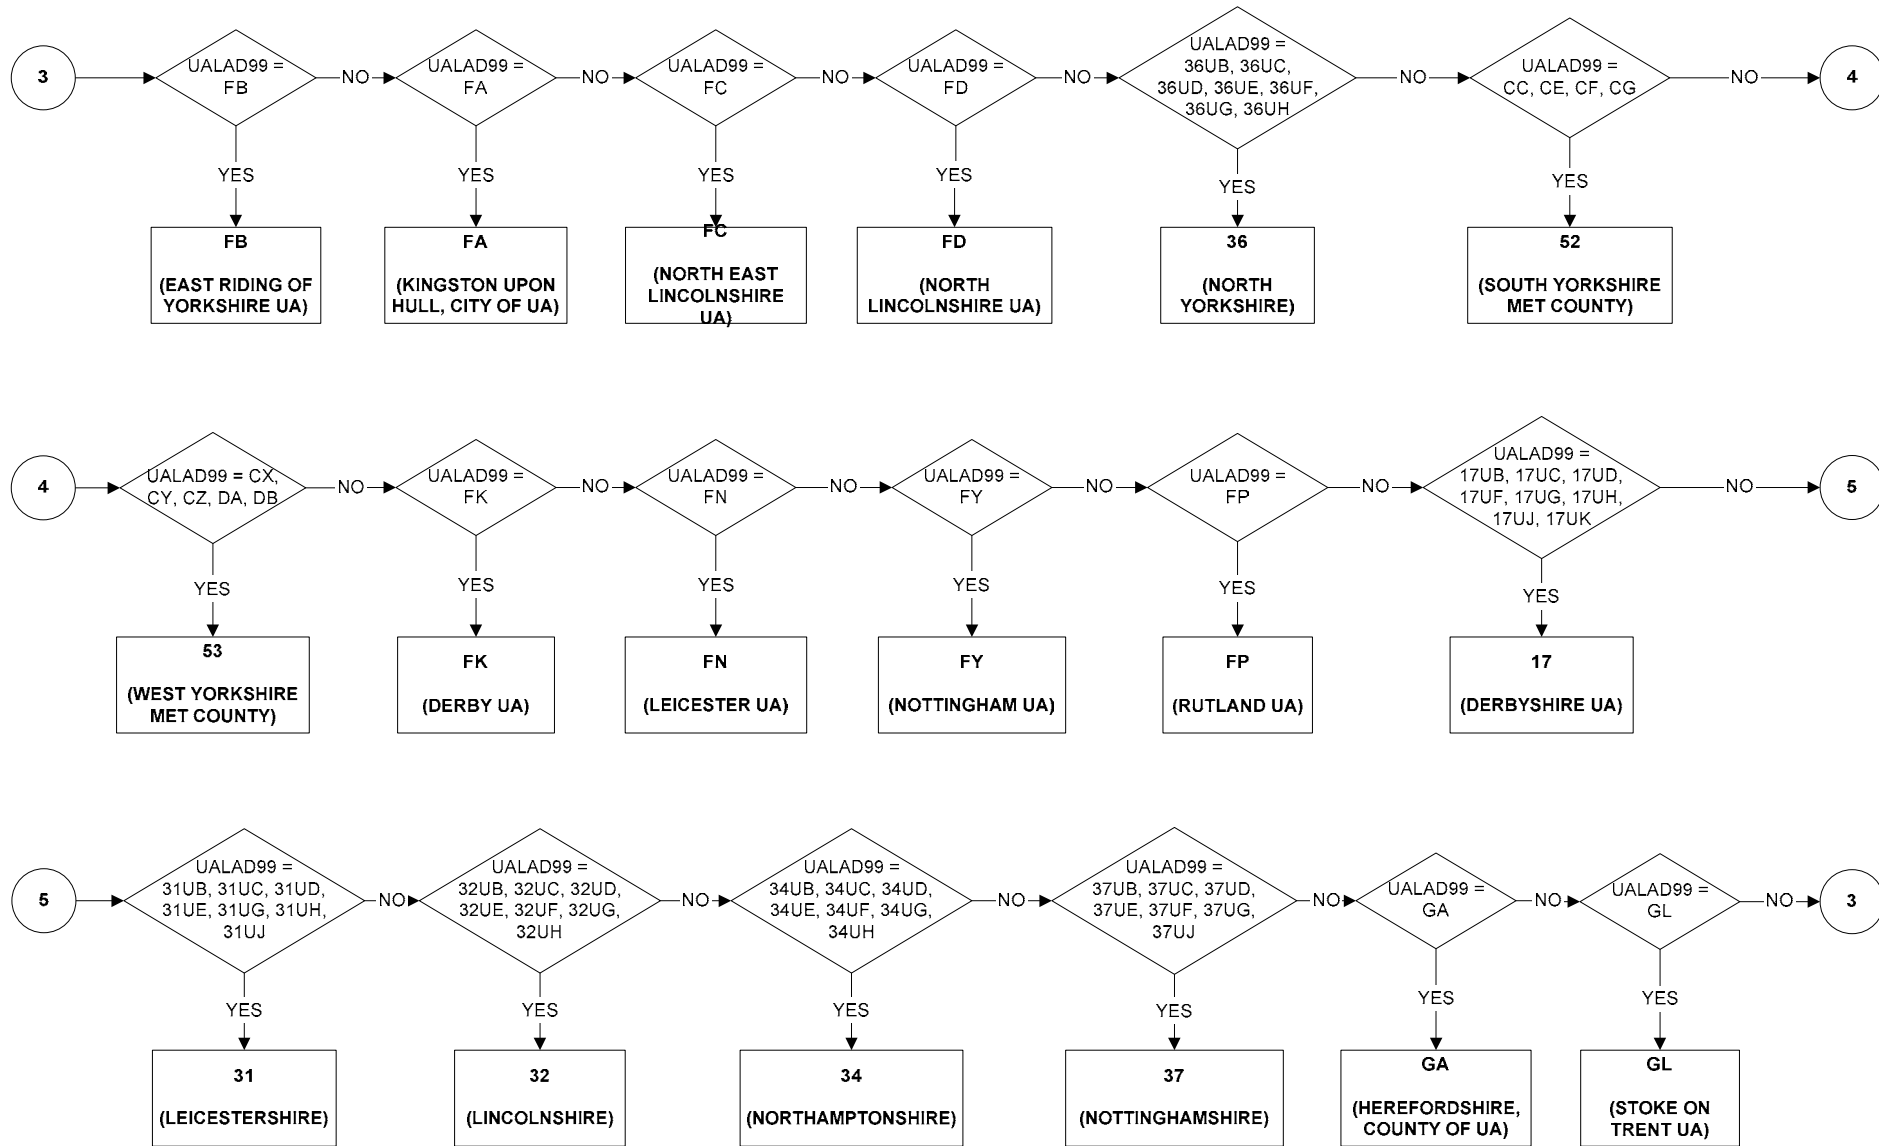 3
UALAD99 =
FB
NO
UALAD99 =
FA
NO
UALAD99 =
FC
NO
UALAD99 =
FD
NO
UALAD99 =
36UB, 36UC,
36UD, 36UE, 36UF,
36UG, 36UH
NO
UALAD99 =
CC, CE, CF, CG
NO
4
YES
YES
YES
YES
YES
YES
FB
(EAST RIDING OF
YORKSHIRE UA)
FA
(KINGSTON UPON
HULL, CITY OF UA)
FC
(NORTH EAST
LINCOLNSHIRE
UA)
FD
(NORTH
LINCOLNSHIRE UA)
36
(NORTH
YORKSHIRE)
52
(SOUTH YORKSHIRE
MET COUNTY)
4
UALAD99 = CX,
CY, CZ, DA, DB
NO
UALAD99 =
FK
NO
UALAD99 =
FN
NO
UALAD99 =
FY
NO
UALAD99 =
FP
NO
UALAD99 =
17UB, 17UC, 17UD,
17UF, 17UG, 17UH,
17UJ, 17UK
NO
5
YES
YES
YES
YES
YES
YES
53
(WEST YORKSHIRE
MET COUNTY)
FK
(DERBY UA)
FN
(LEICESTER UA)
FY
(NOTTINGHAM UA)
FP
(RUTLAND UA)
17
(DERBYSHIRE UA)
5
UALAD99 =
31UB, 31UC, 31UD,
31UE, 31UG, 31UH,
31UJ
NO
UALAD99 =
32UB, 32UC, 32UD,
32UE, 32UF, 32UG,
32UH
NO
UALAD99 =
34UB, 34UC, 34UD,
34UE, 34UF, 34UG,
34UH
NO
UALAD99 =
37UB, 37UC, 37UD,
37UE, 37UF, 37UG,
37UJ
NO
UALAD99 =
GA
NO
UALAD99 =
GL
NO
3
YES
YES
YES
YES
YES
YES
31
(LEICESTERSHIRE)
32
(LINCOLNSHIRE)
34
(NORTHAMPTONSHIRE)
37
(NOTTINGHAMSHIRE)
GA
(HEREFORDSHIRE,
COUNTY OF UA)
GL
(STOKE ON
TRENT UA)